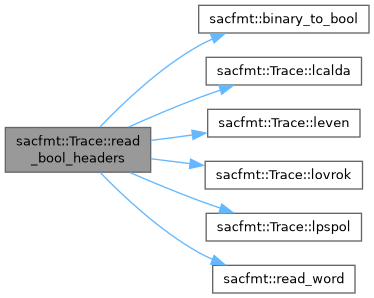 sacfmt::Trace::read
_bool_headers
sacfmt::binary_to_bool
sacfmt::Trace::lcalda
sacfmt::Trace::leven
sacfmt::Trace::lovrok
sacfmt::Trace::lpspol
sacfmt::read_word